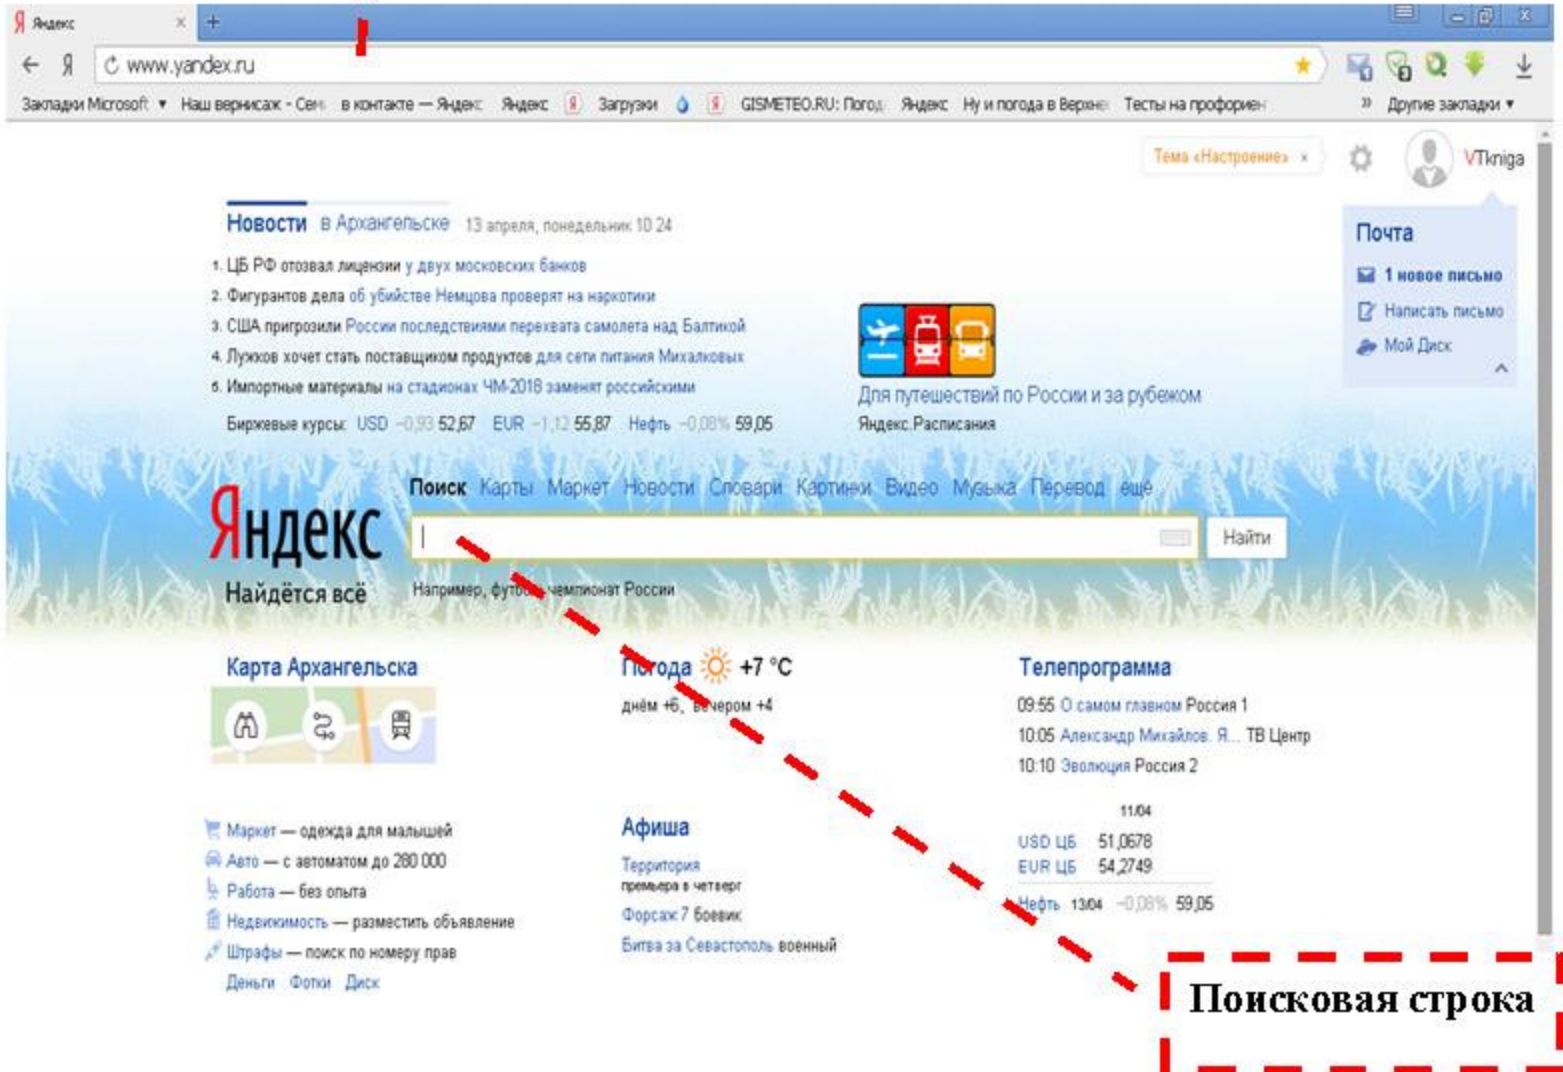 Яндекс
www.yandex.ru
Закладки Microsoft Наш вернисаж - Сем в контакте — Яндекс Яндекс Я Загрузки Я GISMETEO.RU: Погод Яндекс Ну и погода в Верхне Тесты на профориен » Другие закладки
Тема «Настроение» ×
VTkniga
Новости в Архангельске 13 апреля, понедельник 10 24
Почта
1. ЦБ РФ отозвал лицензии у двух московских банков
1 новое письмо
2. Фигурантов дела об убийстве Немцова проверят на наркотики
3. США пригрозили России последствиями перехвата самолета над Балтикой
Написать письмо
4. Лужков хочет стать поставщиком продуктов для сети питания Михалковых
Мой Диск
5. Импортные материалы на стадионах ЧМ-2018 заменят российскими
Для путешествий по России и за рубежом
Биржевые курсы: USD −0,93 52,67 EUR −1,12 55,87 Нефть −0,08% 59,05
Яндекс.Расписания
Поиск Карты Маркет Новости Словари Картинки Видео Музыка Перевод ещё
Яндекс
Найти
Найдётся всё
Например, футбол чемпионат России
Карта Архангельска
Погода +7 °C
днём +6, вечером +4
Телепрограмма
09:55 О самом главном Россия 1
10:05 Александр Михайлов. Я... ТВ Центр
10:10 Эволюция Россия 2
11/04
USD ЦБ 51,0678
EUR ЦБ 54,2749
Нефть 13/04 −0,08% 59,05
Маркет — одежда для малышей
Авто — с автоматом до 280 000
Работа — без опыта
Недвижимость — разместить объявление
Штрафы — поиск по номеру прав
Деньги Фотки Диск
Афиша
Территория
премьера в четверг
Форсаж 7 боевик
Битва за Севастополь военный
Поисковая строка